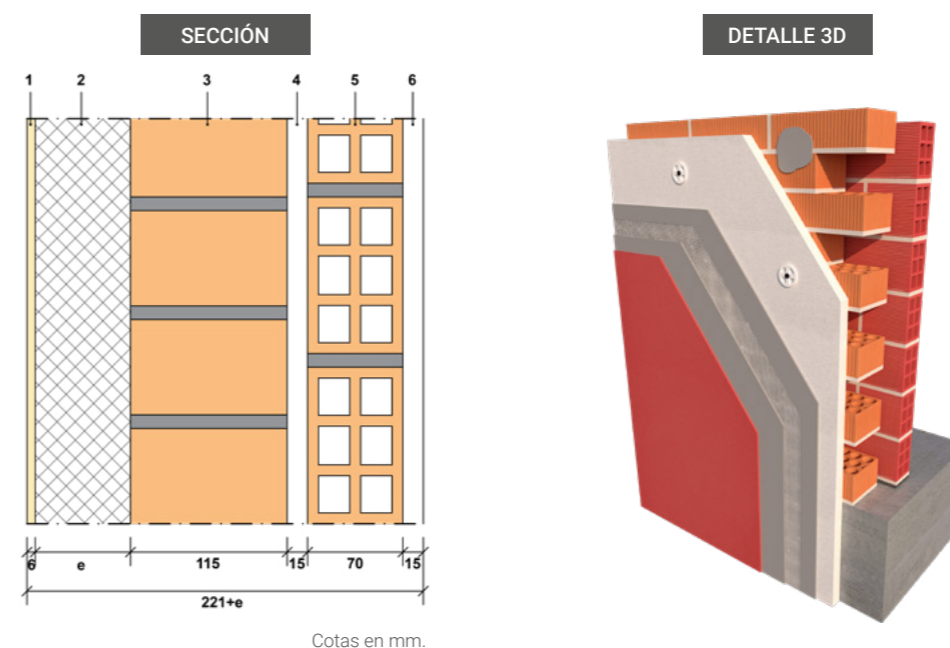 SECCIÓN
DETALLE 3D
1 2 3 4 5 6
6 e 115 15 70 15
221+e
Cotas en mm.